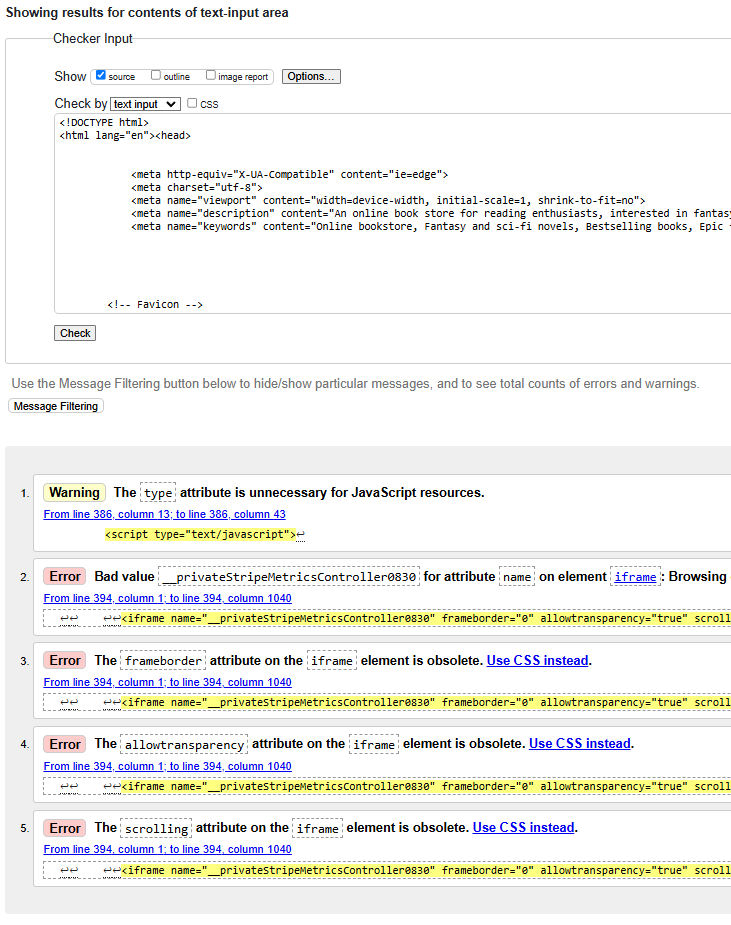 Showing results for contents of text-input area
Checker Input
Show source outline image report Options...
Check by text input CSS
<!DOCTYPE html>
<html lang="en"><head>
<meta http-equiv="X-UA-Compatible" content="ie=edge">
<meta charset="utf-8">
<meta name="viewport" content="width=device-width, initial-scale=1, shrink-to-fit=no">
<meta name="description" content="An online book store for reading enthusiasts, interested in fantasy
<meta name="keywords" content="Online bookstore, Fantasy and sci-fi novels, Bestselling books, Epic
<!-- Favicon -->
Check
Use the Message Filtering button below to hide/show particular messages, and to see total counts of errors and warnings.
Message Filtering
1. Warning The type attribute is unnecessary for JavaScript resources.
From line 386, column 13; to line 386, column 43
<script type="text/javascript">↩
2. Error Bad value __privateStripeMetricsController0830 for attribute name on element iframe: Browsing
From line 394, column 1; to line 394, column 1040
↩↩ ↩↩<iframe name="__privateStripeMetricsController0830" frameborder="0" allowtransparency="true" scroll
3. Error The frameborder attribute on the iframe element is obsolete. Use CSS instead.
From line 394, column 1; to line 394, column 1040
↩↩ ↩↩<iframe name="__privateStripeMetricsController0830" frameborder="0" allowtransparency="true" scroll
4. Error The allowtransparency attribute on the iframe element is obsolete. Use CSS instead.
From line 394, column 1; to line 394, column 1040
↩↩ ↩↩<iframe name="__privateStripeMetricsController0830" frameborder="0" allowtransparency="true" scroll
5. Error The scrolling attribute on the iframe element is obsolete. Use CSS instead.
From line 394, column 1; to line 394, column 1040
↩↩ ↩↩<iframe name="__privateStripeMetricsController0830" frameborder="0" allowtransparency="true" scroll